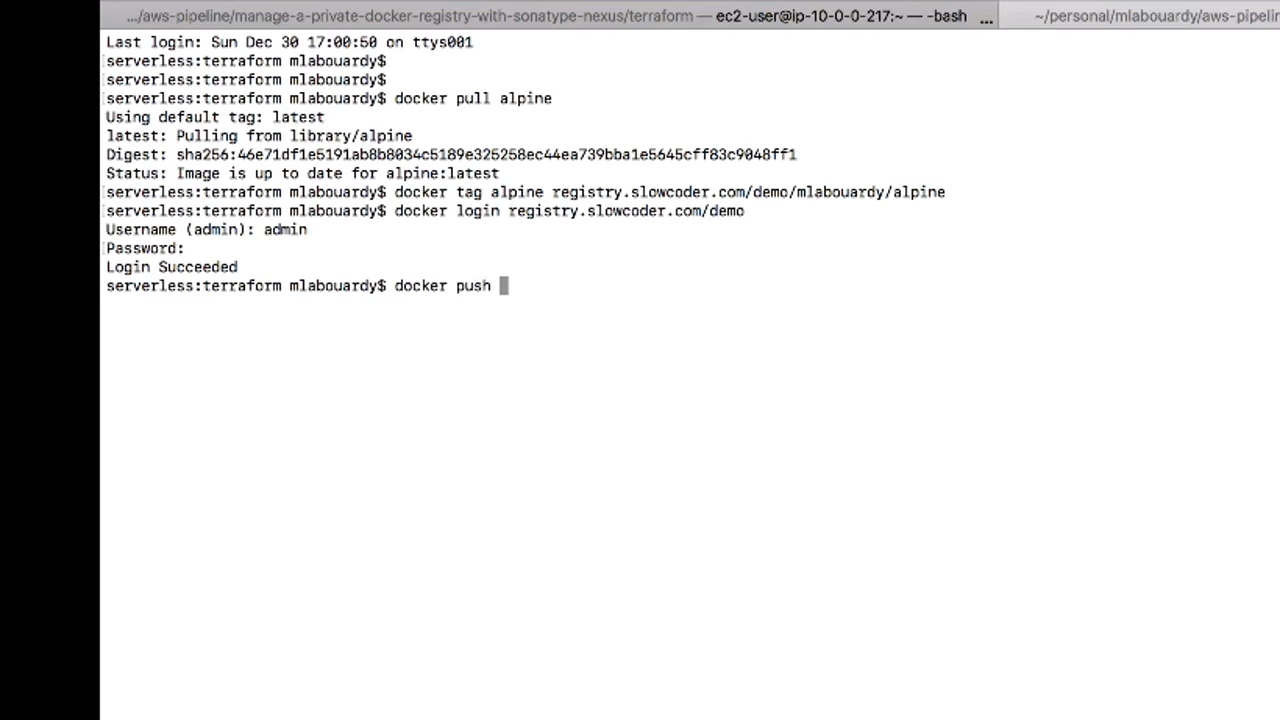 .../aws-pipeline/manage-a-private-docker-registry-with-sonatype-nexus/terraform — ec2-user@ip-10-0-0-217:~ — -bash ... ~/personal/mlabouardy/aws-pipelin
Last login: Sun Dec 30 17:00:50 on ttys001
serverless:terraform mlabouardy$
serverless:terraform mlabouardy$
serverless:terraform mlabouardy$ docker pull alpine
Using default tag: latest
latest: Pulling from library/alpine
Digest: sha256:46e71df1e5191ab8b8034c5189e325258ec44ea739bba1e5645cff83c9048ff1
Status: Image is up to date for alpine:latest
serverless:terraform mlabouardy$ docker tag alpine registry.slowcoder.com/demo/mlabouardy/alpine
serverless:terraform mlabouardy$ docker login registry.slowcoder.com/demo
Username (admin): admin
Password:
Login Succeeded
serverless:terraform mlabouardy$ docker push